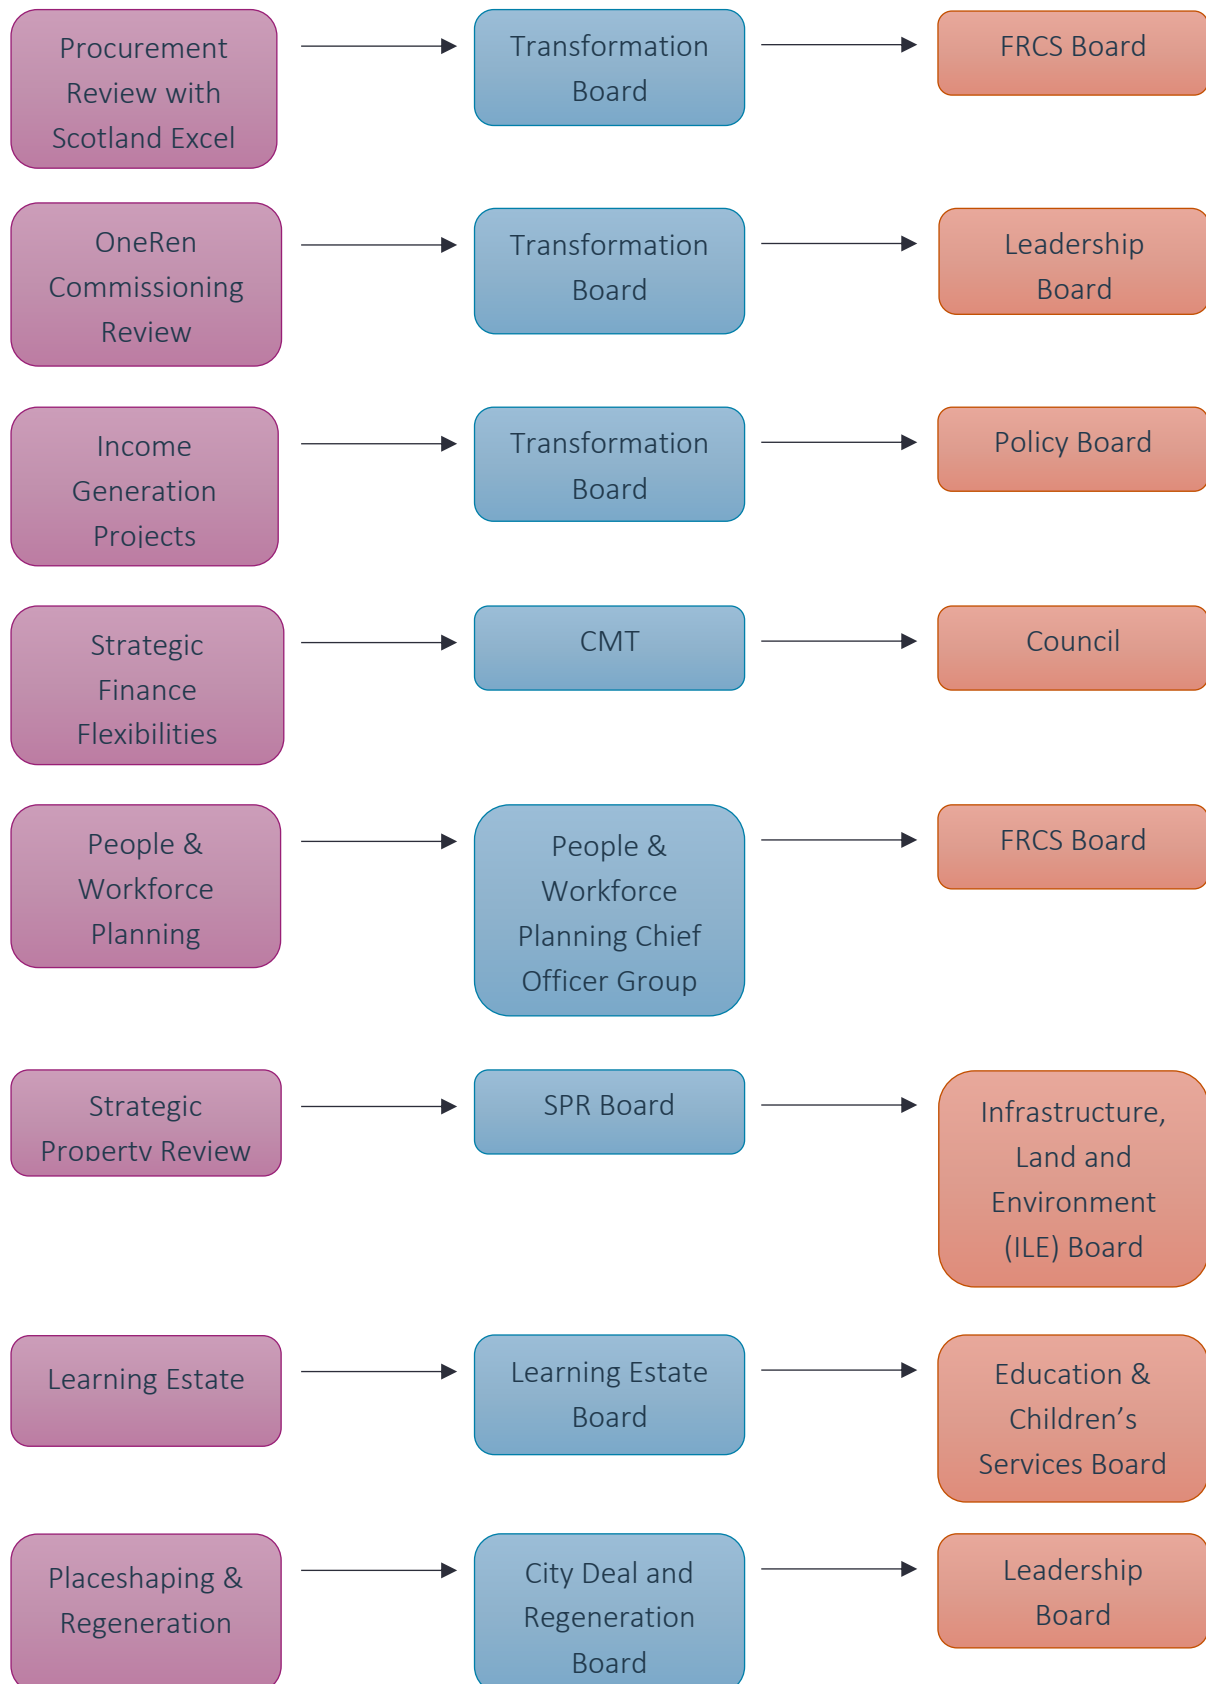 Procurement
Review with
Scotland Excel
Transformation
Board
FRCS Board
OneRen
Commissioning
Review
Transformation
Board
Leadership
Board
Income
Generation
Projects
Transformation
Board
Policy Board
Strategic
Finance
Flexibilities
CMT
Council
People &
Workforce
Planning
People &
Workforce
Planning Chief
Officer Group
FRCS Board
Strategic
Property Review
SPR Board
Infrastructure,
Land and
Environment
(ILE) Board
Learning Estate
Learning Estate
Board
Education &
Children’s
Services Board
Placeshaping &
Regeneration
City Deal and
Regeneration
Board
Leadership
Board